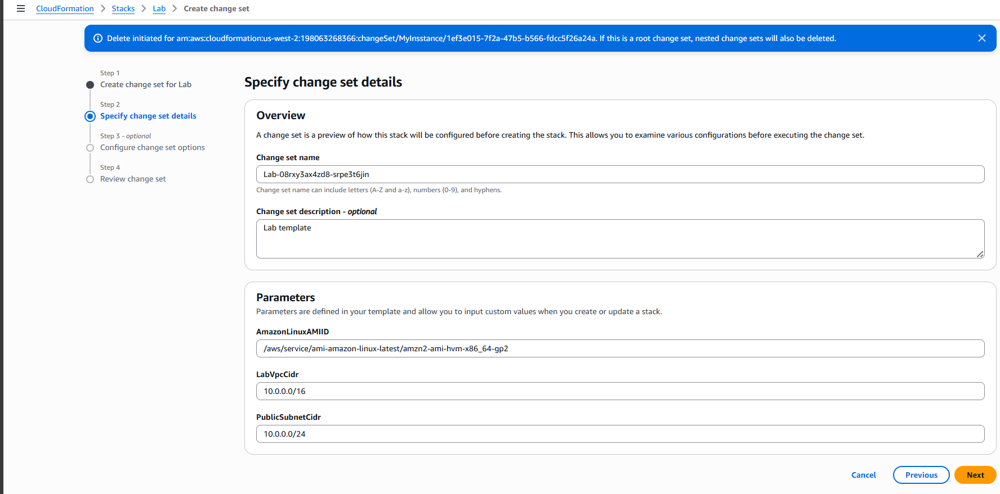 CloudFormation > Stacks > Lab > Create change set
Delete initiated for arn:aws:cloudformation:us-west-2:198063268366:changeSet/MyInsstance/1ef3e015-7f2a-47b5-b566-fdcc5f26a24a. If this is a root change set, nested change sets will also be deleted.
Step 1
Create change set for Lab
Step 2
Specify change set details
Step 3 - optional
Configure change set options
Step 4
Review change set
Specify change set details
Overview
A change set is a preview of how this stack will be configured before creating the stack. This allows you to examine various configurations before executing the change set.
Change set name
Lab-08rxy3ax4zd8-srpe3t6jin
Change set name can include letters (A-Z and a-z), numbers (0-9), and hyphens.
Change set description - optional
Lab template
Parameters
Parameters are defined in your template and allow you to input custom values when you create or update a stack.
AmazonLinuxAMIID
/aws/service/ami-amazon-linux-latest/amzn2-ami-hvm-x86_64-gp2
LabVpcCidr
10.0.0.0/16
PublicSubnetCidr
10.0.0.0/24
Cancel Previous Next